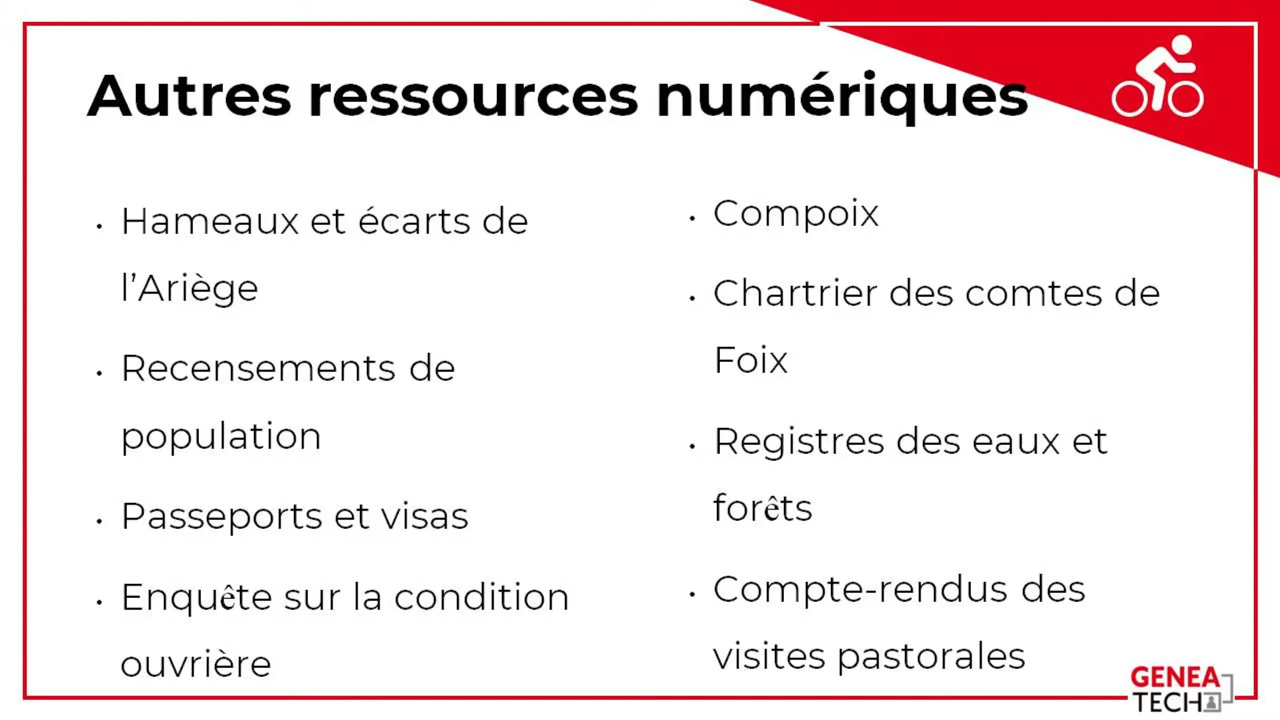 Autres ressources numériques
• Hameaux et écarts de
l’Ariège
• Recensements de
population
• Passeports et visas
• Enquête sur la condition
ouvrière
• Compoix
• Chartrier des comtes de
Foix
• Registres des eaux et
forêts
• Compte-rendus des
visites pastorales
GENEA
TECH